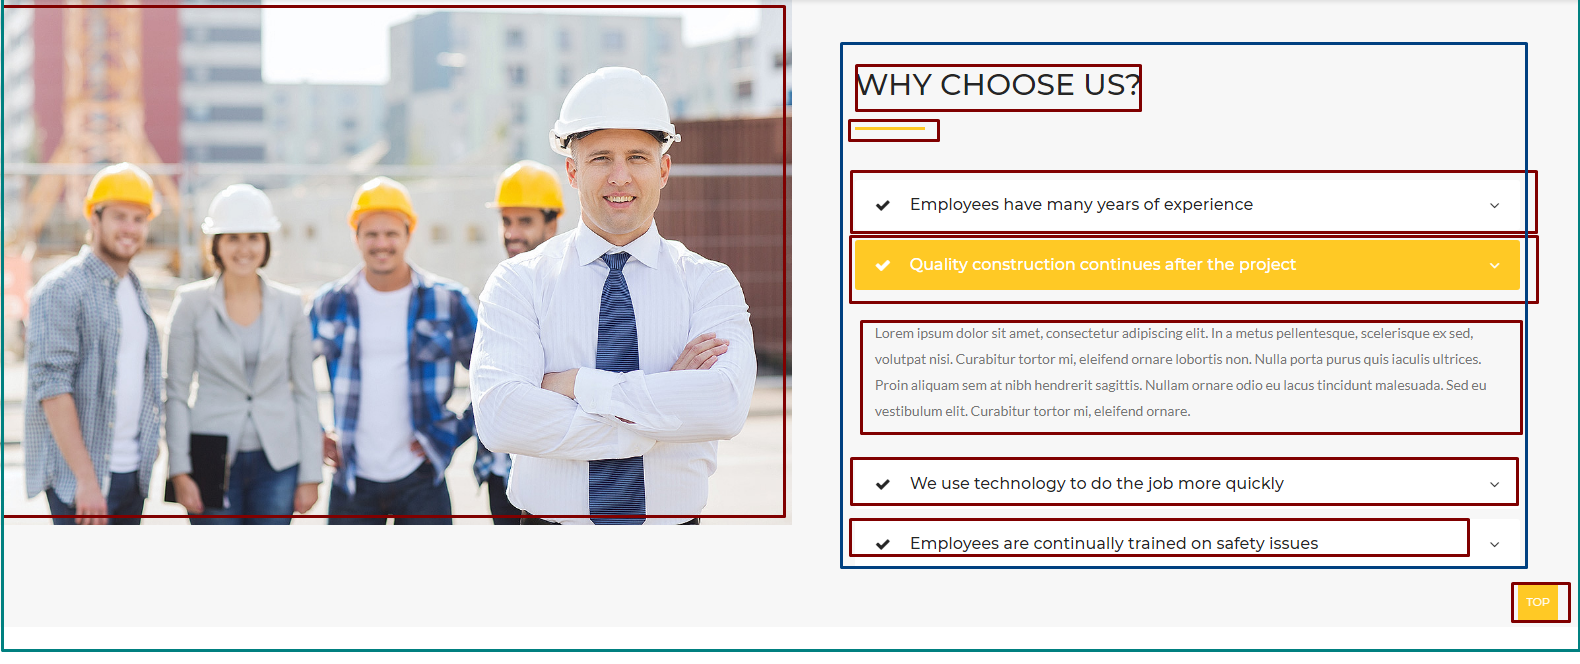 WHY CHOOSE US?
Employees have many years of experience
Quality construction continues after the project
Lorem ipsum dolor sit amet, consectetur adipiscing elit. In a metus pellentesque, scelerisque ex sed,
volutpat nisi. Curabitur tortor mi, eleifend ornare lobortis non. Nulla porta purus quis iaculis ultrices.
Proin aliquam sem at nibh hendrerit sagittis. Nullam ornare odio eu lacus tincidunt malesuada. Sed eu
vestibulum elit. Curabitur tortor mi, eleifend ornare.
We use technology to do the job more quickly
Employees are continually trained on safety issues
TOP